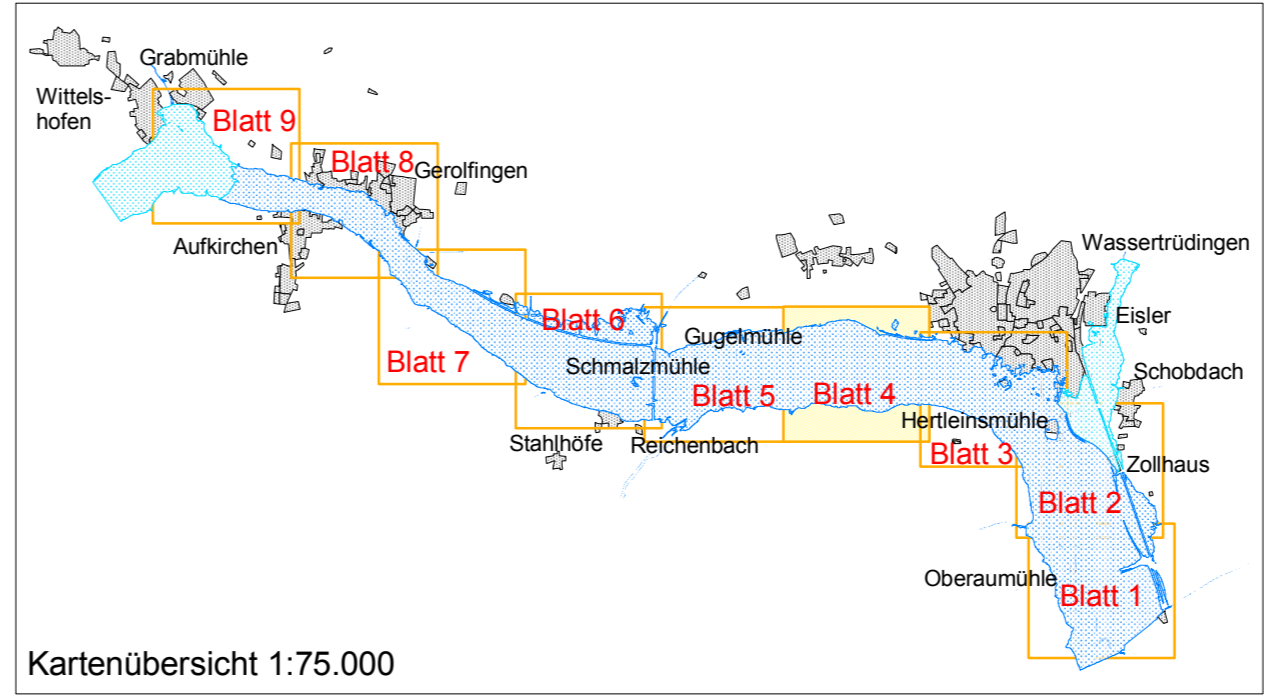 Grabmühle
Wittels-
hofen
Blatt 9
Blatt 8
Gerolfingen
Aufkirchen
Wassertrüdingen
Eisler
Blatt 6
Gugelmühle
Blatt 7
Schmalzmühle
Schobdach
Blatt 5
Blatt 4
Hertleinsmühle
Stahlhöfe
Reichenbach
Blatt 3
Zollhaus
Blatt 2
Oberaumühle
Blatt 1
Kartenübersicht 1:75.000